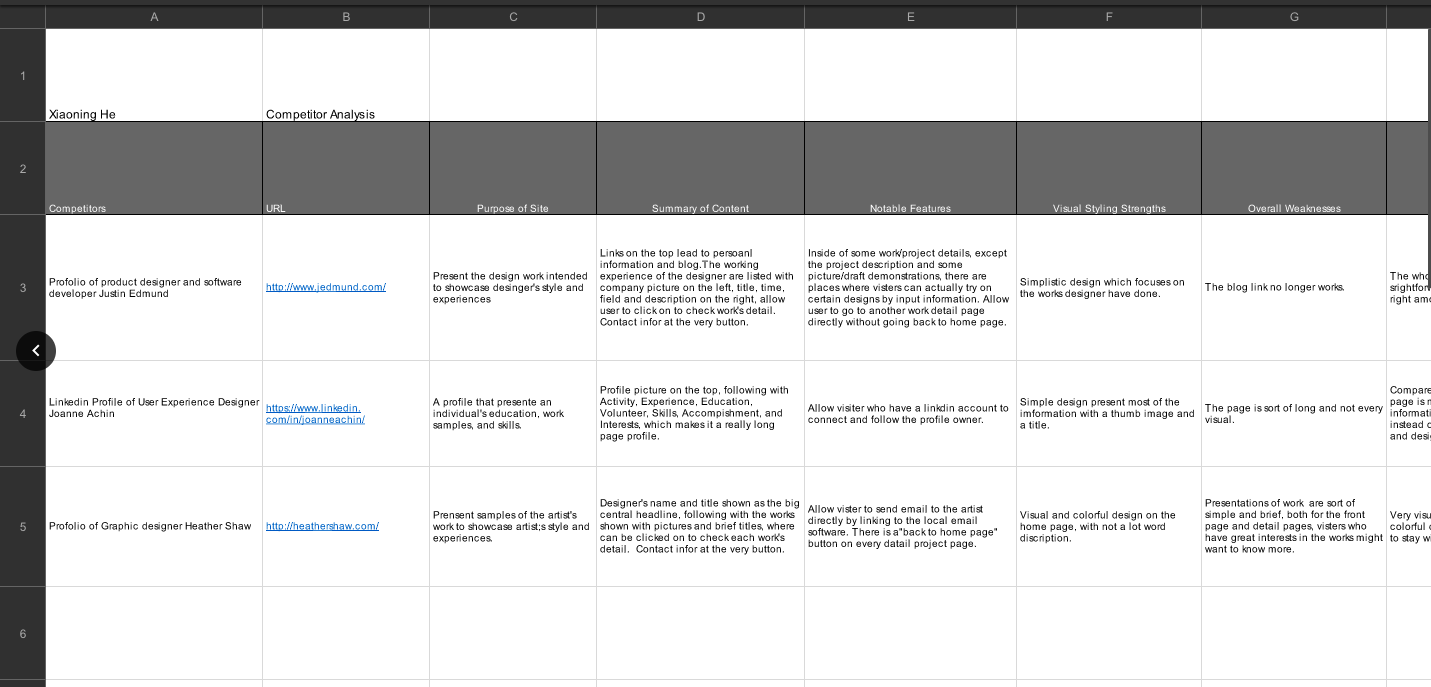 A B C D E F G
1
Xiaoning He Competitor Analysis
2
Competitors URL Purpose of Site Summary of Content Notable Features Visual Styling Strengths Overall Weaknesses
3
Profolio of product designer and software
developer Justin Edmund
http://www.jedmund.com/
Present the design work intended
to showcase desinger's style and
experiences
Links on the top lead to persoanl
information and blog.The working
experience of the designer are listed with
company picture on the left, title, time,
field and description on the right, allow
user to click on to check work's detail.
Contact infor at the very button.
Inside of some work/project details, except
the project description and some
picture/draft demonstrations, there are
places where visters can actually try on
certain designs by input information. Allow
user to go to another work detail page
directly without going back to home page.
Simplistic design which focuses on
the works designer have done.
The blog link no longer works.
right
4
Linkedin Profile of User Experience Designer
Joanne Achin
https://www.linkedin.
com/in/joanneachin/
A profile that presente an
individual's education, work
samples, and skills.
Profile picture on the top, following with
Activity, Experience, Education,
Volunteer, Skills, Accompishment, and
Interests, which makes it a really long
page profile.
Allow visiter who have a linkdin account to
connect and follow the profile owner.
Simple design present most of the
imformation with a thumb image and
a title.
The page is sort of long and not every
visual.
Compare
page is
informati
instead
and desi
5
Profolio of Graphic designer Heather Shaw
http://heathershaw.com/
Prensent samples of the artist's
work to showcase artist;s style and
experiences.
Designer's name and title shown as the big
central headline, following with the works
shown with pictures and brief titles, where
can be clicked on to check each work's
detail. Contact infor at the very button.
Allow vister to send email to the artist
directly by linking to the local email
software. There is a"back to home page"
button on every datail project page.
Visual and colorful design on the
home page, with not a lot word
discription.
Presentations of work are sort of
simple and brief, both for the front
page and detail pages, visters who
have great interests in the works might
want to know more.
Very visu
colorful
to stay
6